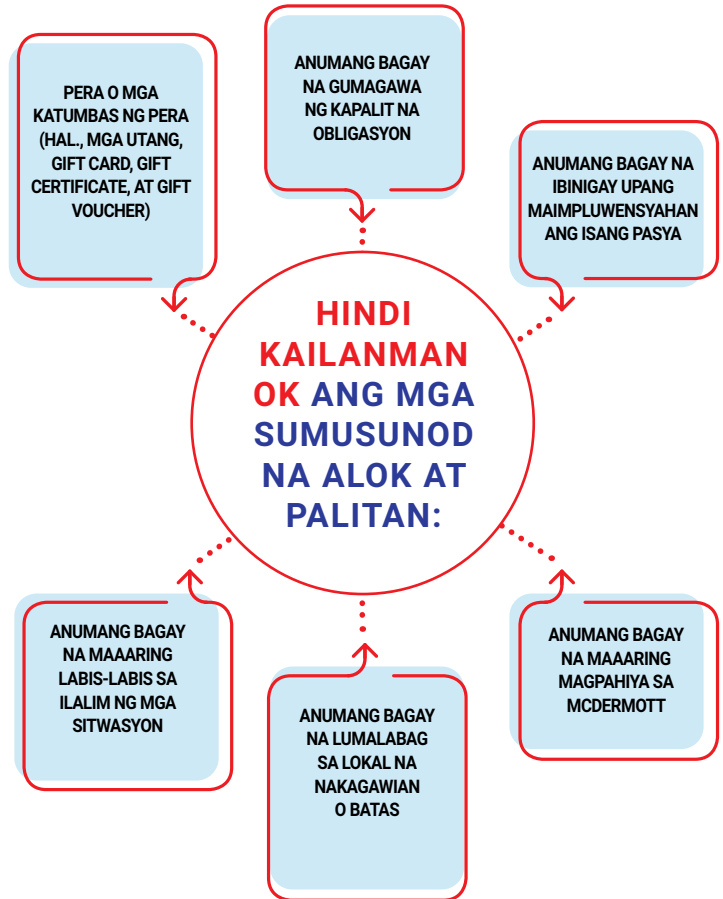 PERA O MGA
KATUMBAS NG PERA
(HAL., MGA UTANG,
GIFT CARD, GIFT
CERTIFICATE, AT GIFT
VOUCHER)
ANUMANG BAGAY
NA GUMAGAWA
NG KAPALIT NA
OBLIGASYON
ANUMANG BAGAY NA
IBINIGAY UPANG
MAIMPLUWENSYAHAN
ANG ISANG PASYA
HINDI
KAILANMAN
OK ANG MGA
SUMUSUNOD
NA ALOK AT
PALITAN:
ANUMANG BAGAY
NA MAAARING
LABIS-LABIS SA
ILALIM NG MGA
SITWASYON
ANUMANG BAGAY
NA LUMALABAG
SA LOKAL NA
NAKAGAWIAN
O BATAS
ANUMANG BAGAY
NA MAAARING
MAGPAHIYA SA
MCDERMOTT